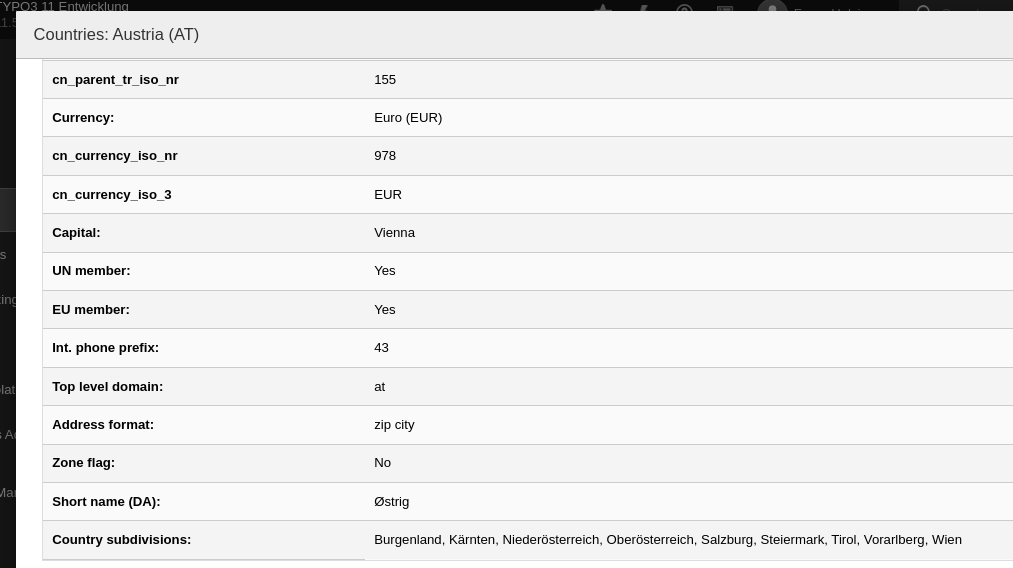 TYPO3 11 Entwicklung
Countries: Austria (AT)
cn_parent_tr_iso_nr 155
Currency: Euro (EUR)
cn_currency_iso_nr 978
cn_currency_iso_3 EUR
Capital: Vienna
UN member: Yes
EU member: Yes
Int. phone prefix: 43
Top level domain: at
Address format: zip city
Zone flag: No
Short name (DA): Østrig
Country subdivisions: Burgenland, Kärnten, Niederösterreich, Oberösterreich, Salzburg, Steiermark, Tirol, Vorarlberg, Wien